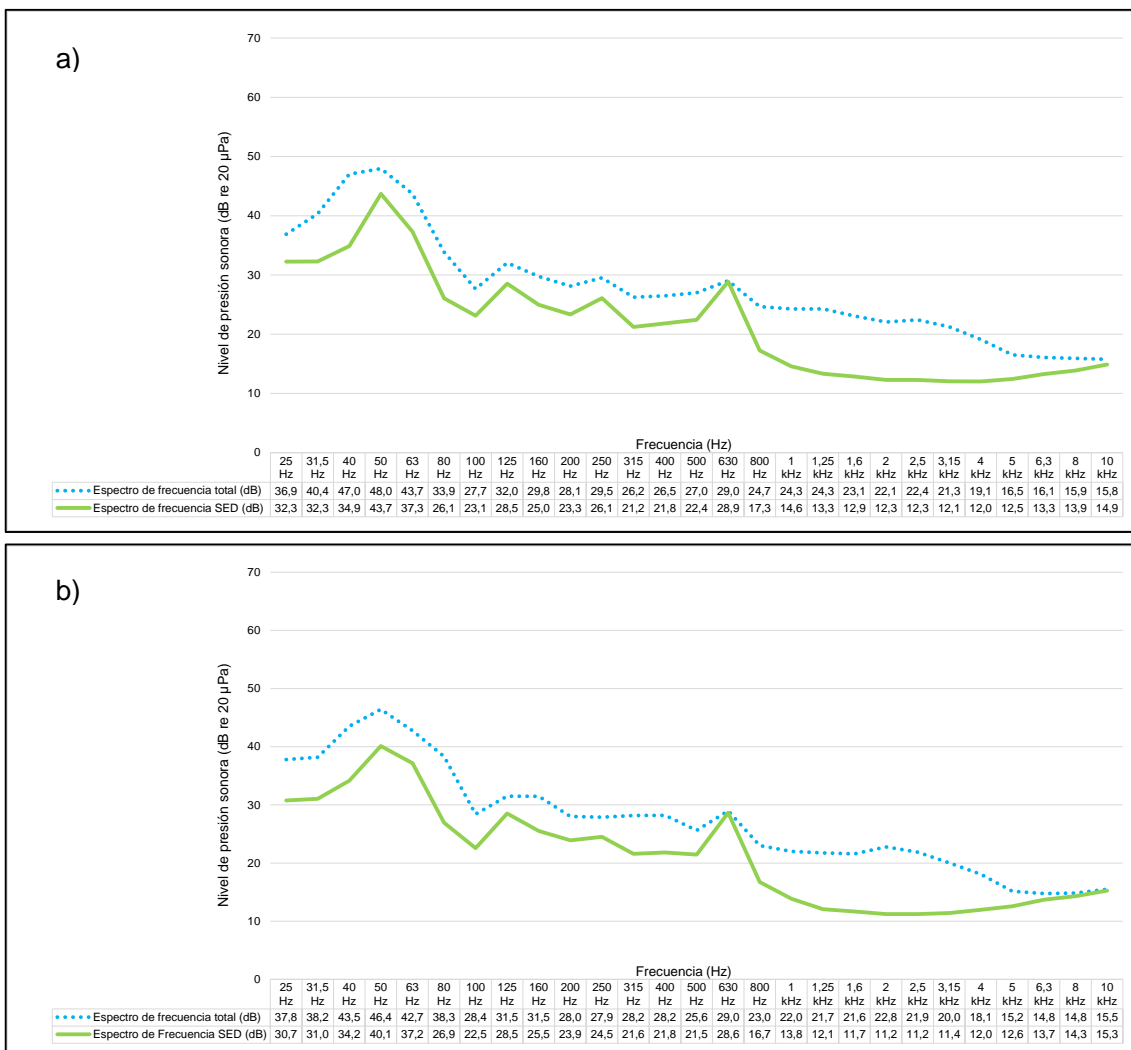 a)
Nivel de presión sonora (dB re 20 µPa)
70
60
50
40
30
20
10
0
Frecuencia (Hz)
25 Hz 31,5 Hz 40 Hz 50 Hz 63 Hz 80 Hz 100 Hz 125 Hz 160 Hz 200 Hz 250 Hz 315 Hz 400 Hz 500 Hz 630 Hz 800 Hz 1 kHz 1,25 kHz 1,6 kHz 2 kHz 2,5 kHz 3,15 kHz 4 kHz 5 kHz 6,3 kHz 8 kHz 10 kHz
Espectro de frecuencia total (dB) 36,9 40,4 47,0 48,0 43,7 33,9 27,7 32,0 29,8 28,1 29,5 26,2 26,5 27,0 29,0 24,7 24,3 24,3 23,1 22,1 22,4 21,3 19,1 16,5 16,1 15,9 15,8
Espectro de frecuencia SED (dB) 32,3 32,3 34,9 43,7 37,3 26,1 23,1 28,5 25,0 23,3 26,1 21,2 21,8 22,4 28,9 17,3 14,6 13,3 12,9 12,3 12,3 12,1 12,0 12,5 13,3 13,9 14,9
b)
Nivel de presión sonora (dB re 20 µPa)
70
60
50
40
30
20
10
0
Frecuencia (Hz)
25 Hz 31,5 Hz 40 Hz 50 Hz 63 Hz 80 Hz 100 Hz 125 Hz 160 Hz 200 Hz 250 Hz 315 Hz 400 Hz 500 Hz 630 Hz 800 Hz 1 kHz 1,25 kHz 1,6 kHz 2 kHz 2,5 kHz 3,15 kHz 4 kHz 5 kHz 6,3 kHz 8 kHz 10 kHz
Espectro de frecuencia total (dB) 37,8 38,2 43,5 46,4 42,7 38,3 28,4 31,5 31,5 28,0 27,9 28,2 28,2 25,6 29,0 23,0 22,0 21,7 21,6 22,8 21,9 20,0 18,1 15,2 14,8 14,8 15,5
Espectro de Frecuencia SED (dB) 30,7 31,0 34,2 40,1 37,2 26,9 22,5 28,5 25,5 23,9 24,5 21,6 21,8 21,5 28,6 16,7 13,8 12,1 11,7 11,2 11,2 11,4 12,0 12,6 13,7 14,3 15,3